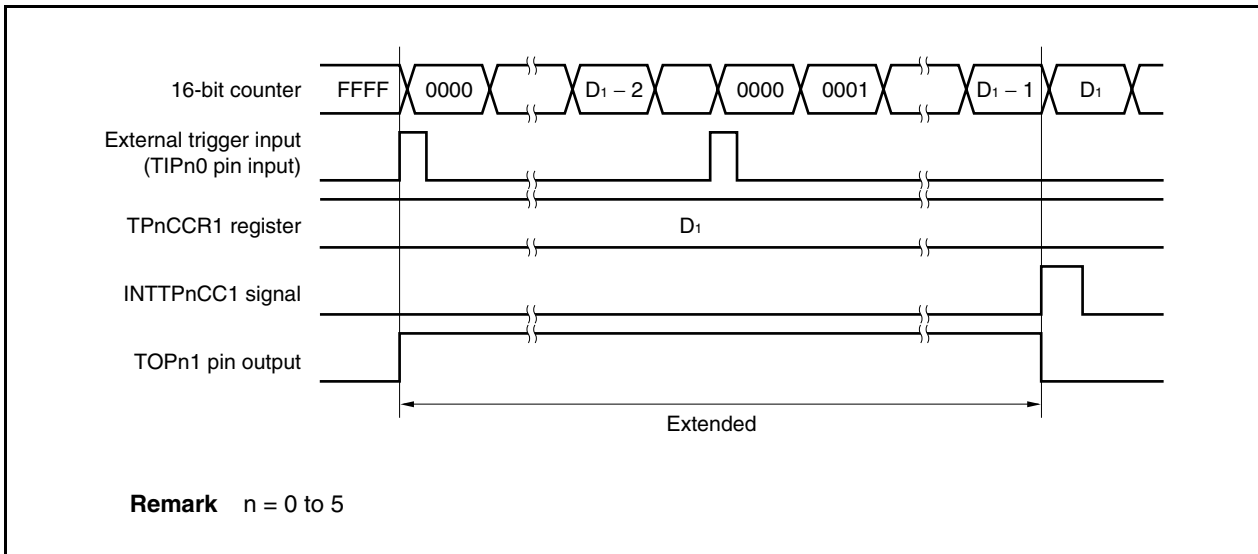 16-bit counter FFFF 0000 D1 − 2 0000 0001 D1 − 1 D1
External trigger input
(TIPn0 pin input)
TPnCCR1 register D1
INTTPnCC1 signal
TOPn1 pin output
Extended
Remark n = 0 to 5